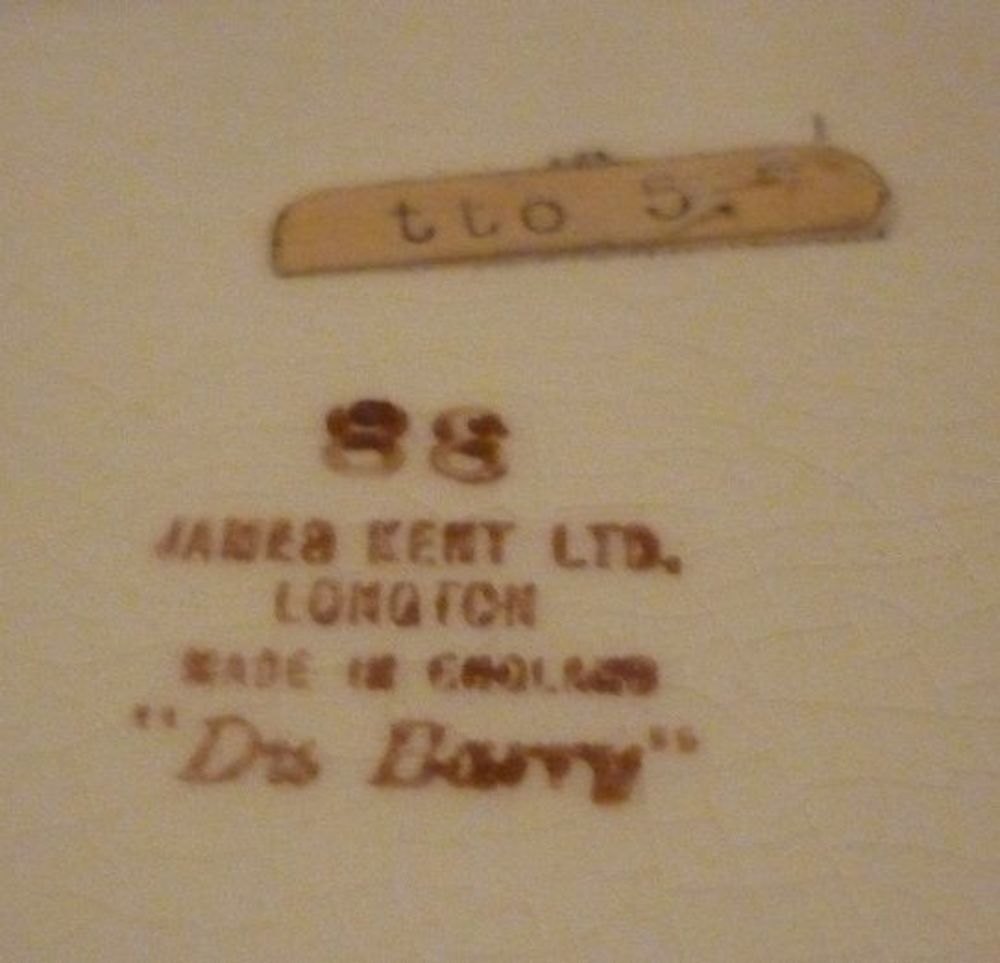 tto 5.-
88
JAMES KENT LTD.
LONGTON
MADE IN ENGLAND
"Du Barry"